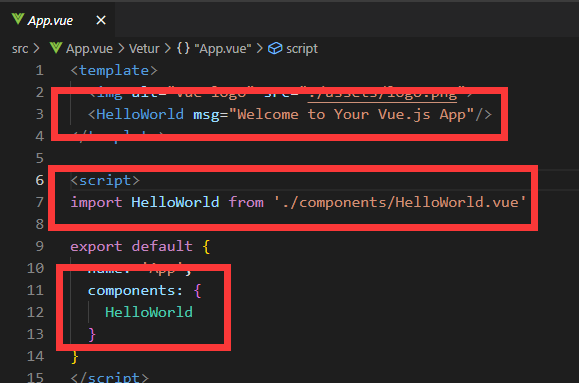 App.vue
src > App.vue > Vetur > {} "App.vue" > script
1 <template>
2 <img alt="Vue logo" src="./assets/logo.png">
3 <HelloWorld msg="Welcome to Your Vue.js App"/>
4 </template>
5
6 <script>
7 import HelloWorld from './components/HelloWorld.vue'
8
9 export default {
10 name: 'App',
11 components: {
12 HelloWorld
13 }
14 }
15 </script>